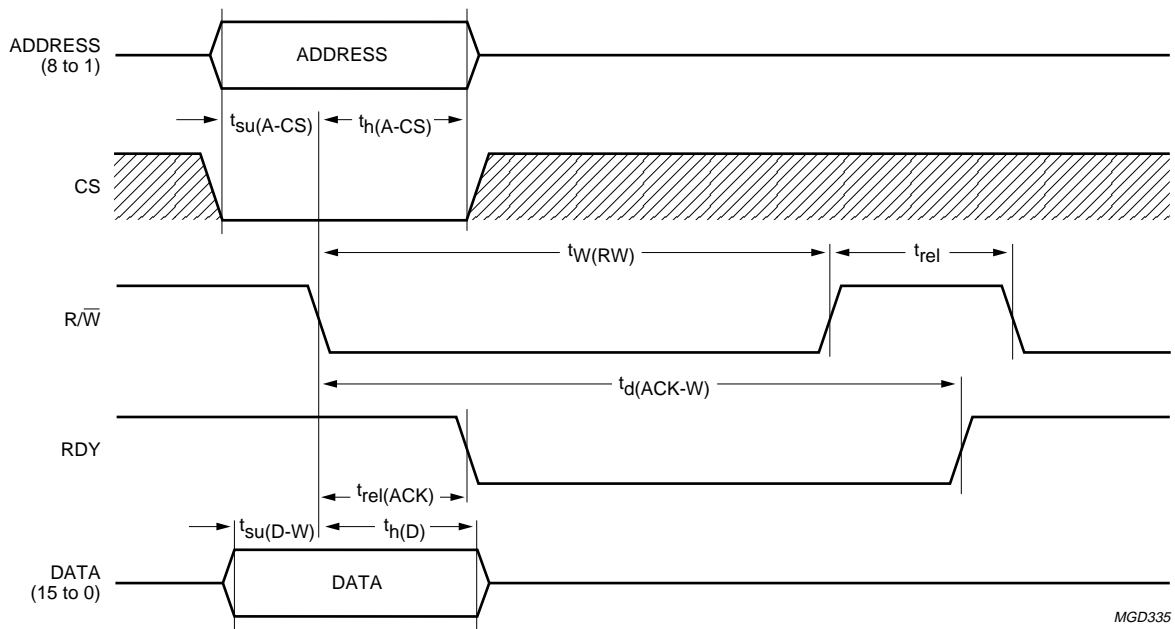 ADDRESS
(8 to 1)
ADDRESS
tsu(A-CS)
th(A-CS)
CS
tW(RW)
trel
R/W̅
td(ACK-W)
RDY
trel(ACK)
tsu(D-W)
th(D)
DATA
(15 to 0)
DATA
MGD335